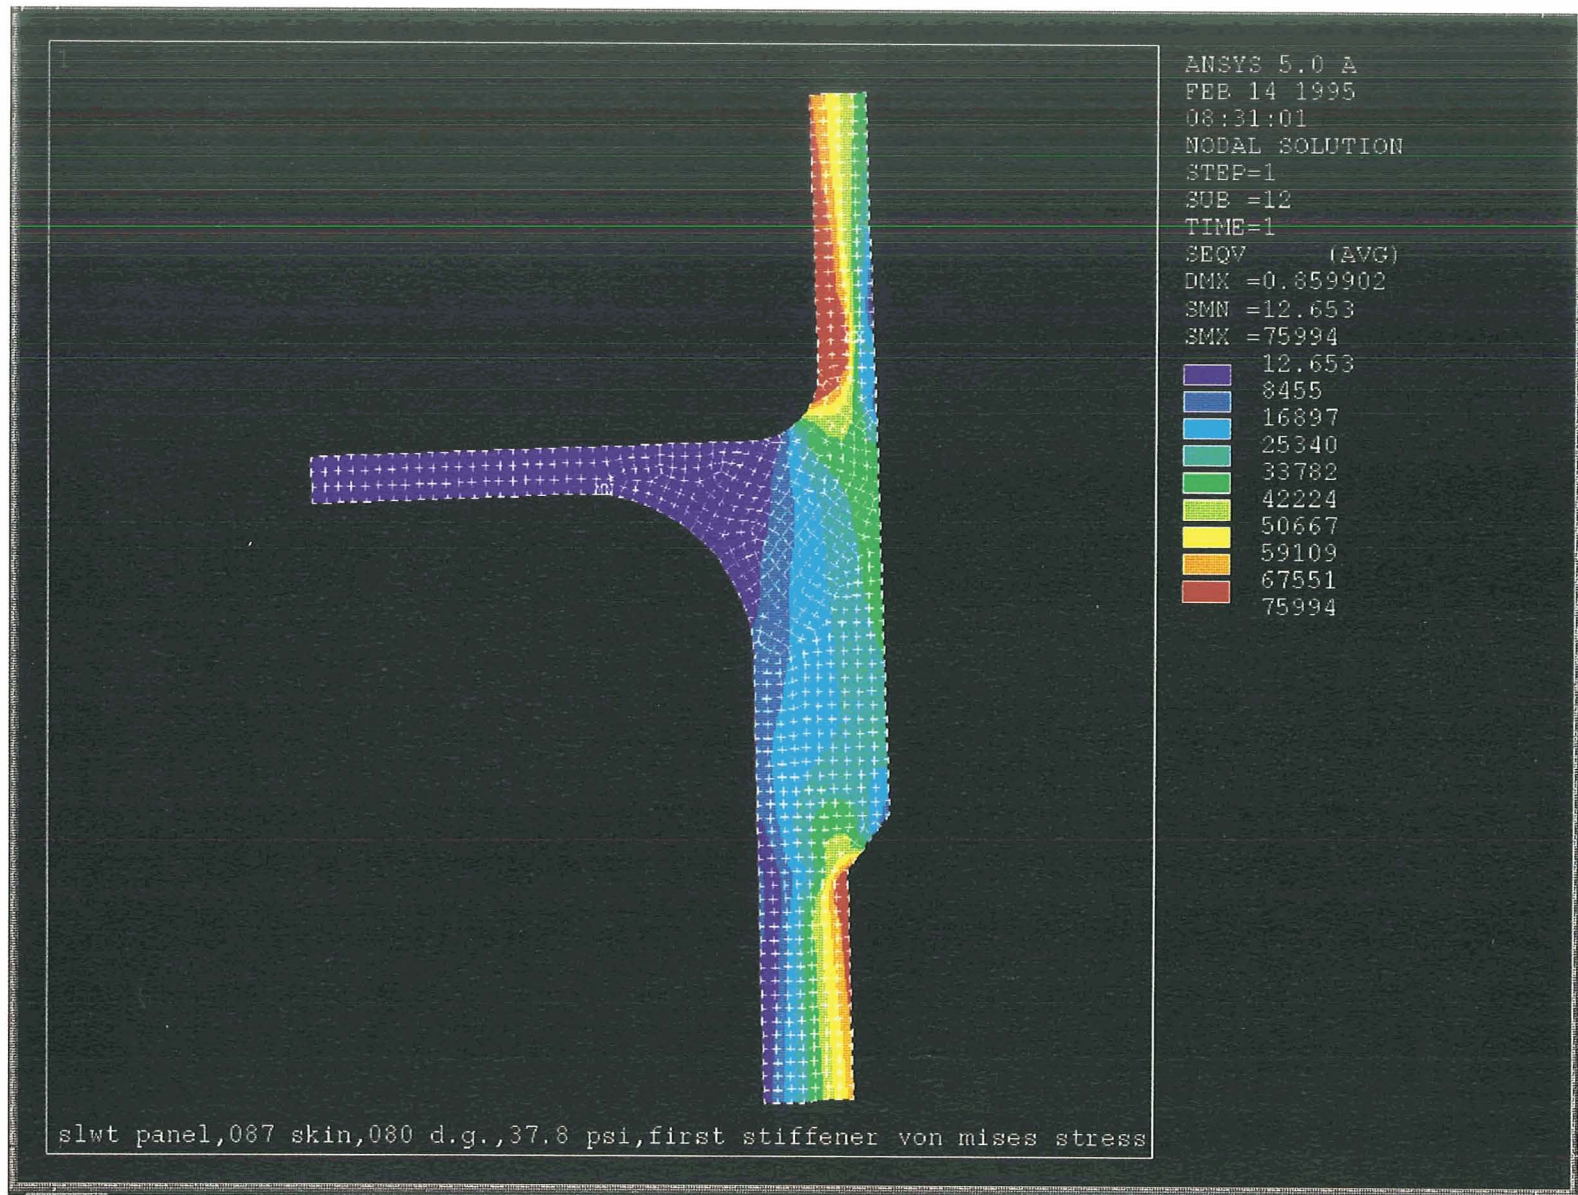 1
ANSYS 5.0 A
FEB 14 1995
08:31:01
NODAL SOLUTION
STEP=1
SUB =12
TIME=1
SEQV (AVG)
DMX =0.859902
SMN =12.653
SMX =75994
12.653
8455
16897
25340
33782
42224
50667
59109
67551
75994
slwt panel,087 skin,080 d.g.,37.8 psi,first stiffener von mises stress